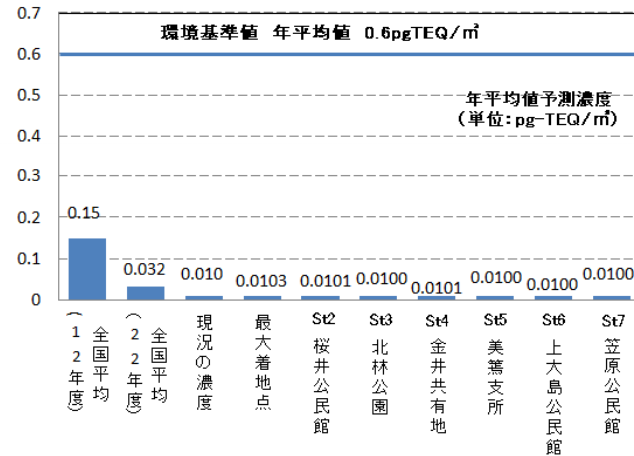 環境基準値 年平均値 0.6pgTEQ/㎥
年平均値予測濃度
(単位:pg-TEQ/㎥)
0.7
0.6
0.5
0.4
0.3
0.2
0.1
0
0.15
0.032
0.010
0.0103
0.0101
0.0100
0.0101
0.0100
0.0100
0.0100
全国平均
(12年度)
全国平均
(22年度)
現況の濃度
最大着地点
St2 桜井公民館
St3 北林公園
St4 金井共有地
St5 美篶支所
St6 上大島公民館
St7 笠原公民館